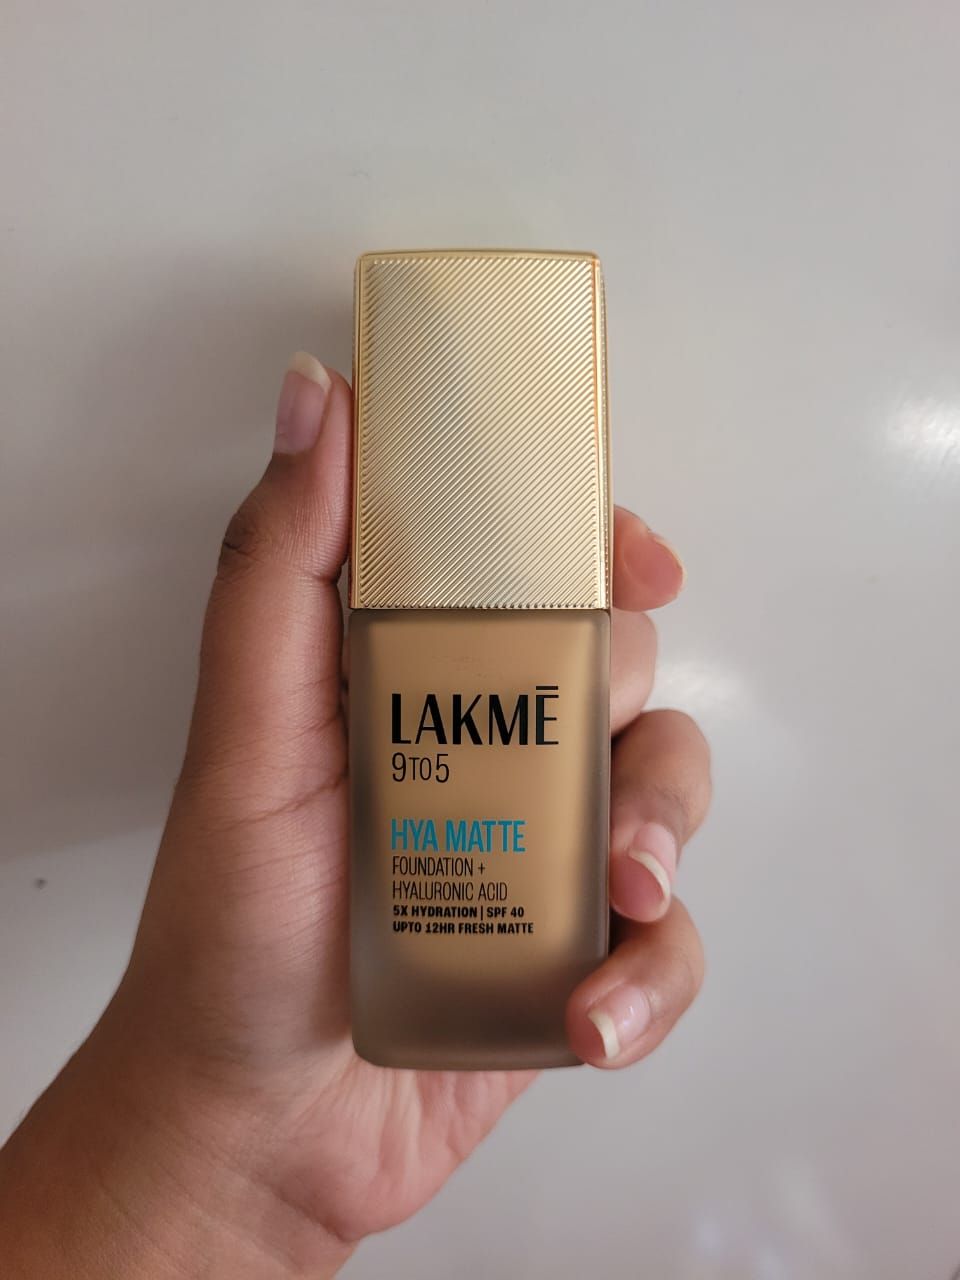 LAKMĒ
9TO5
HYA MATTE
FOUNDATION +
HYALURONIC ACID
5X HYDRATION | SPF 40
UPTO 12HR FRESH MATTE